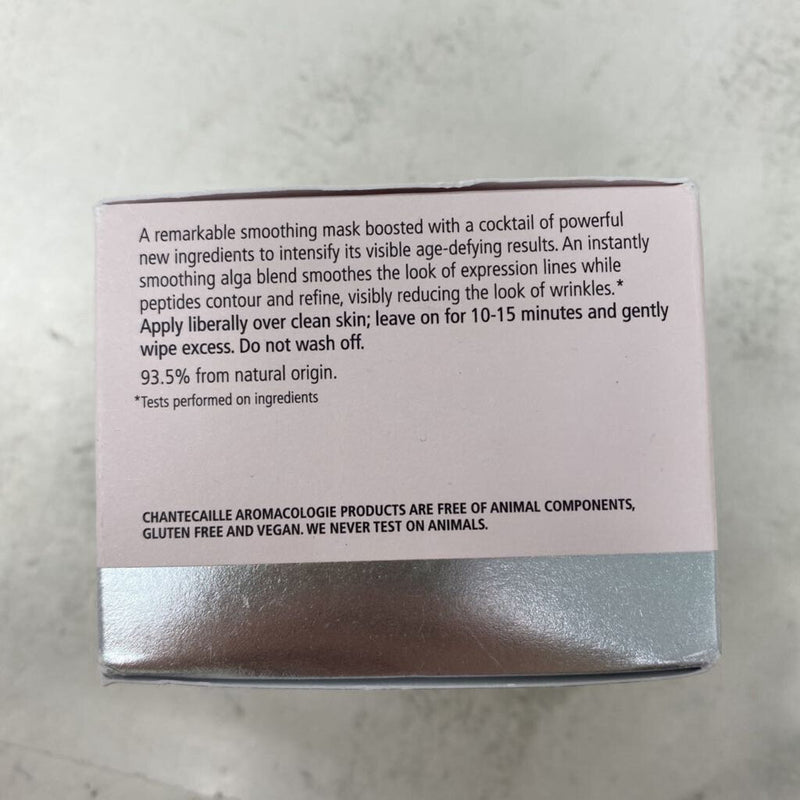 A remarkable smoothing mask boosted with a cocktail of powerful
new ingredients to intensify its visible age-defying results. An instantly
smoothing alga blend smoothes the look of expression lines while
peptides contour and refine, visibly reducing the look of wrinkles.*
Apply liberally over clean skin; leave on for 10-15 minutes and gently
wipe excess. Do not wash off.
93.5% from natural origin.
*Tests performed on ingredients
CHANTECAILLE AROMACOLOGIE PRODUCTS ARE FREE OF ANIMAL COMPONENTS,
GLUTEN FREE AND VEGAN. WE NEVER TEST ON ANIMALS.